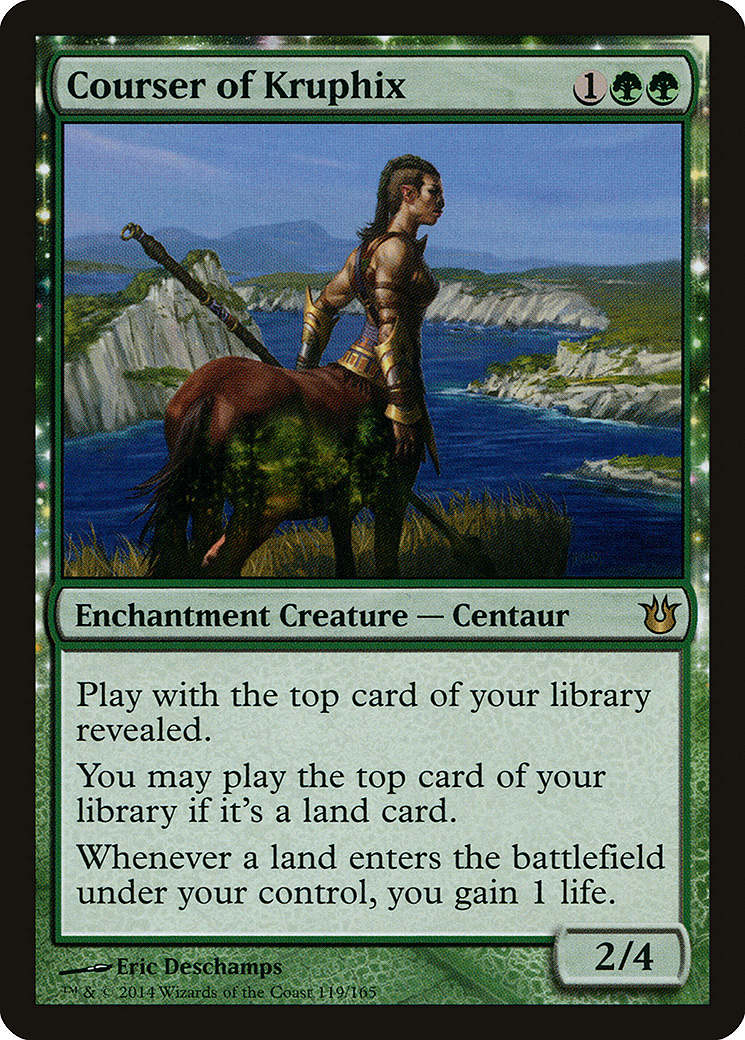 Courser of Kruphix 1
Enchantment Creature — Centaur
Play with the top card of your library
revealed.
You may play the top card of your
library if it's a land card.
Whenever a land enters the battlefield
under your control, you gain 1 life.
2/4
Eric Deschamps
™ & © 2014 Wizards of the Coast 119/165